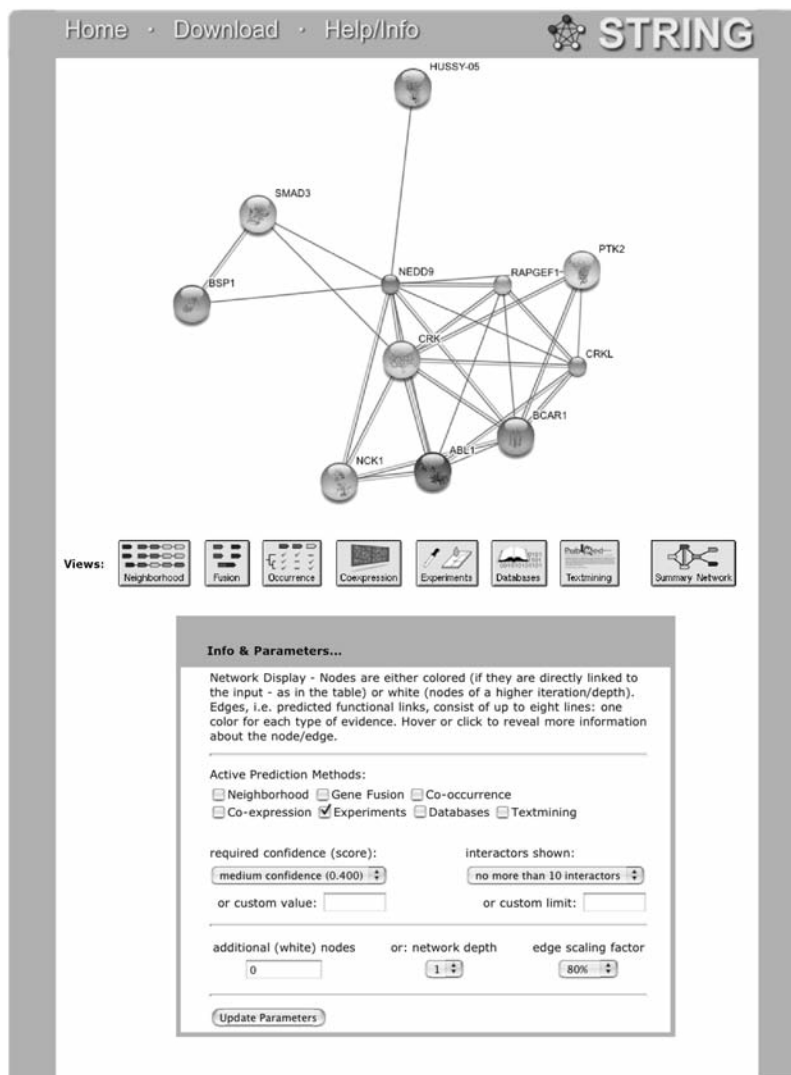 Home · Download · Help/Info STRING
HUSSY-05
SMAD3
PTK2
NEDD9 RAPGEF1
BSP1
CRK
CRKL
BCAR1
ABL1
NCK1
Views: Neighborhood Fusion Occurrence Coexpression Experiments Databases Textmining Summary Network
Info & Parameters...
Network Display - Nodes are either colored (if they are directly linked to
the input - as in the table) or white (nodes of a higher iteration/depth).
Edges, i.e. predicted functional links, consist of up to eight lines: one
color for each type of evidence. Hover or click to reveal more information
about the node/edge.
Active Prediction Methods:
Neighborhood Gene Fusion Co-occurrence
Co-expression Experiments Databases Textmining
required confidence (score): interactors shown:
medium confidence (0.400) no more than 10 interactors
or custom value: or custom limit:
additional (white) nodes or: network depth edge scaling factor
0 1 80%
Update Parameters